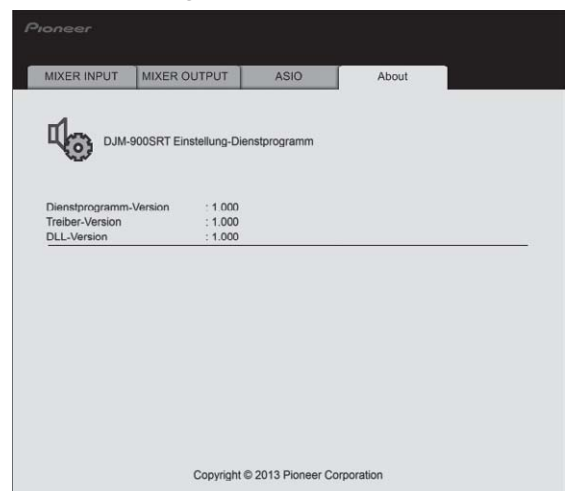 Pioneer
MIXER INPUT MIXER OUTPUT ASIO About
DJM-900SRT Einstellung-Dienstprogramm
Dienstprogramm-Version : 1.000
Treiber-Version : 1.000
DLL-Version : 1.000
Copyright © 2013 Pioneer Corporation